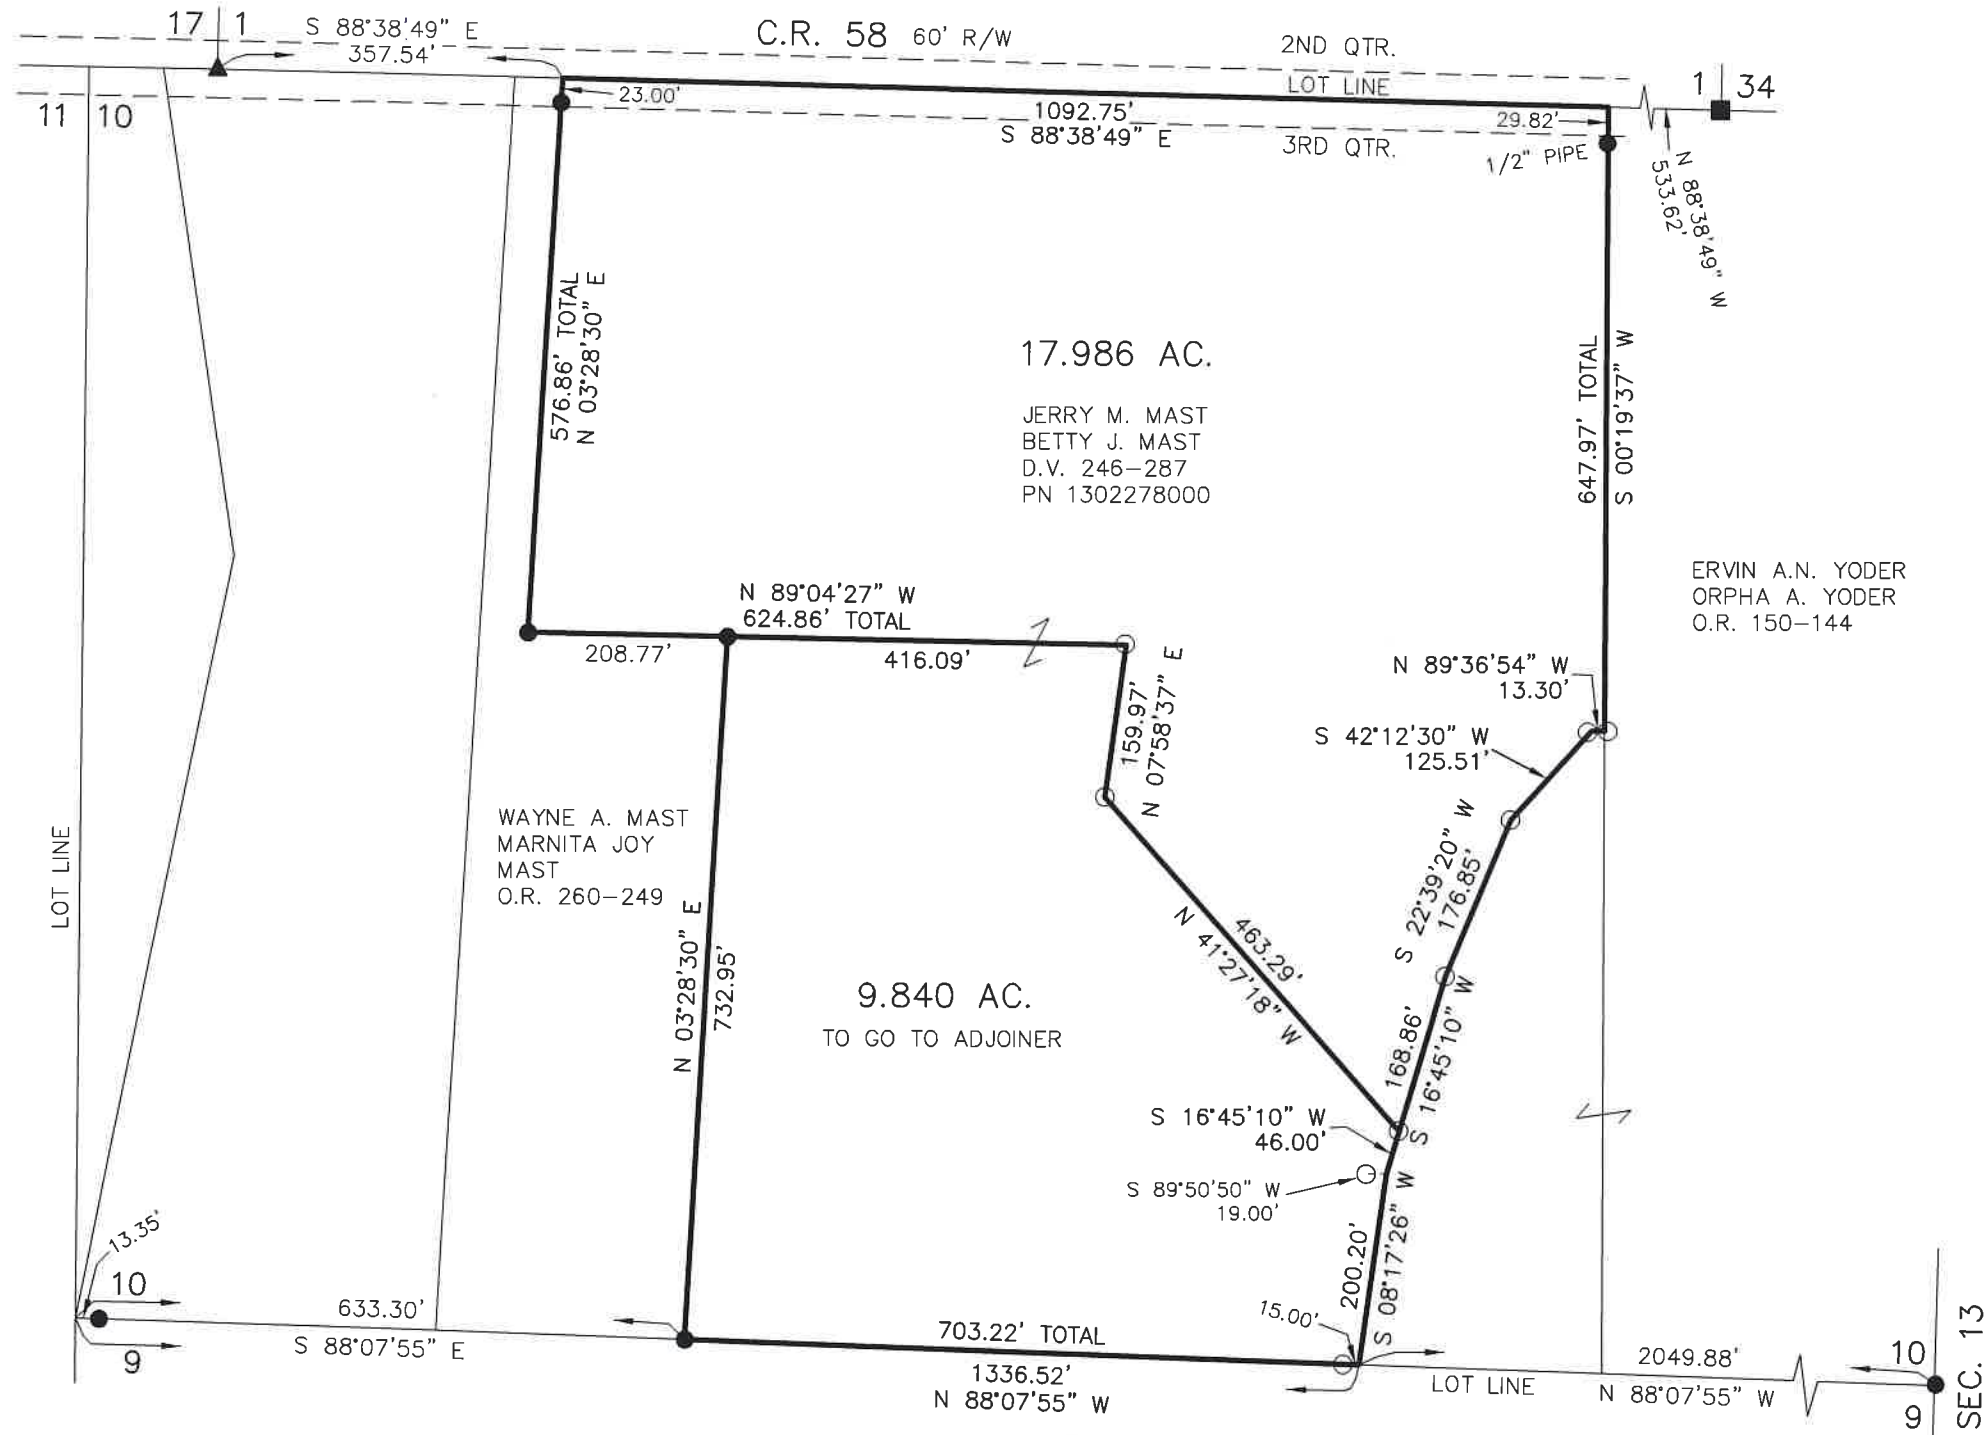 17 1
S 88°38'49" E
357.54'
C.R. 58 60' R/W
2ND QTR.
LOT LINE
1 34
11 10
23.00'
1092.75'
S 88°38'49" E
29.82'
3RD QTR.
1/2" PIPE
N 88°38'49" W
533.62'
576.86' TOTAL
N 03°28'30" E
17.986 AC.
JERRY M. MAST
BETTY J. MAST
D.V. 246-287
PN 1302278000
647.97' TOTAL
S 00°19'37" W
ERVIN A.N. YODER
ORPHA A. YODER
O.R. 150-144
N 89°04'27" W
624.86' TOTAL
208.77'
416.09'
159.97'
N 07°58'37" E
N 89°36'54" W
13.30'
S 42°12'30" W
125.51'
WAYNE A. MAST
MARNITA JOY
MAST
O.R. 260-249
LOT LINE
N 03°28'30" E
732.95'
S 22°39'20" W
176.85'
463.29'
N 41°27'18" W
9.840 AC.
TO GO TO ADJOINER
168.86'
S 16°45'10" W
S 16°45'10" W
46.00'
S 89°50'50" W
19.00'
200.20'
S 08°17'26" W
13.35'
10
9
633.30'
S 88°07'55" E
703.22' TOTAL
1336.52'
N 88°07'55" W
15.00'
LOT LINE
2049.88'
N 88°07'55" W
10
9
SEC. 13